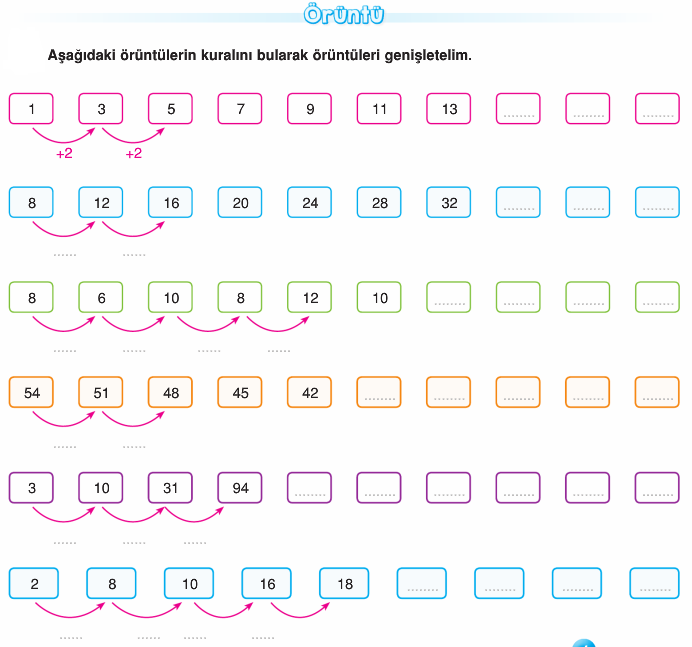 Örüntü
Aşağıdaki örüntülerin kuralını bularak örüntüleri genişletelim.
1 3 5 7 9 11 13 ........ ........ ........
+2 +2
8 12 16 20 24 28 32 ........ ........ ........
...... ......
8 6 10 8 12 10 ........ ........ ........ ........
...... ...... ...... ......
54 51 48 45 42 ........ ........ ........ ........ ........
...... ......
3 10 31 94 ........ ........ ........ ........ ........ ........
...... ...... ......
2 8 10 16 18 ........ ........ ........ ........
...... ...... ...... ......